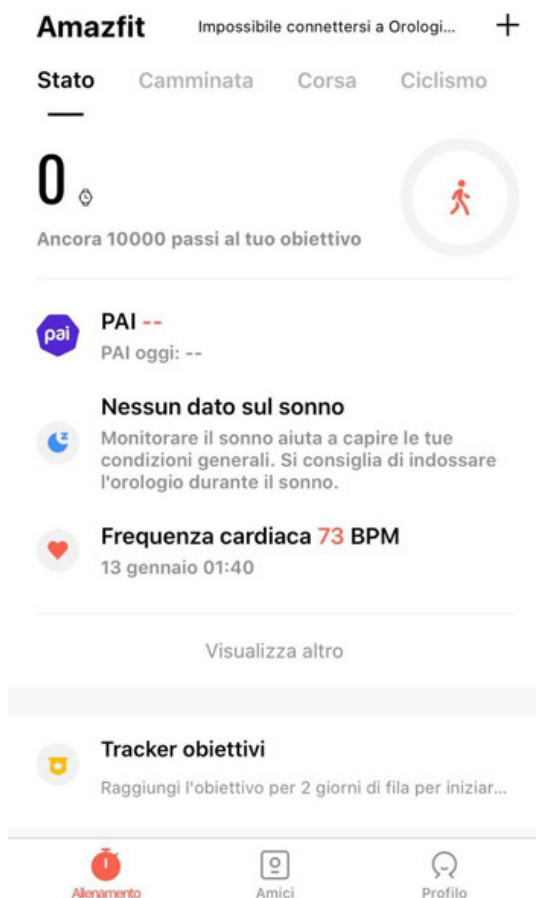 Amazfit Impossibile connettersi a Orologi... +
Stato Camminata Corsa Ciclismo
0
Ancora 10000 passi al tuo obiettivo
pai PAI --
PAI oggi: --
Nessun dato sul sonno
Monitorare il sonno aiuta a capire le tue
condizioni generali. Si consiglia di indossare
l'orologio durante il sonno.
Frequenza cardiaca 73 BPM
13 gennaio 01:40
Visualizza altro
Tracker obiettivi
Raggiungi l'obiettivo per 2 giorni di fila per iniziar...
Allenamento Amici Profilo